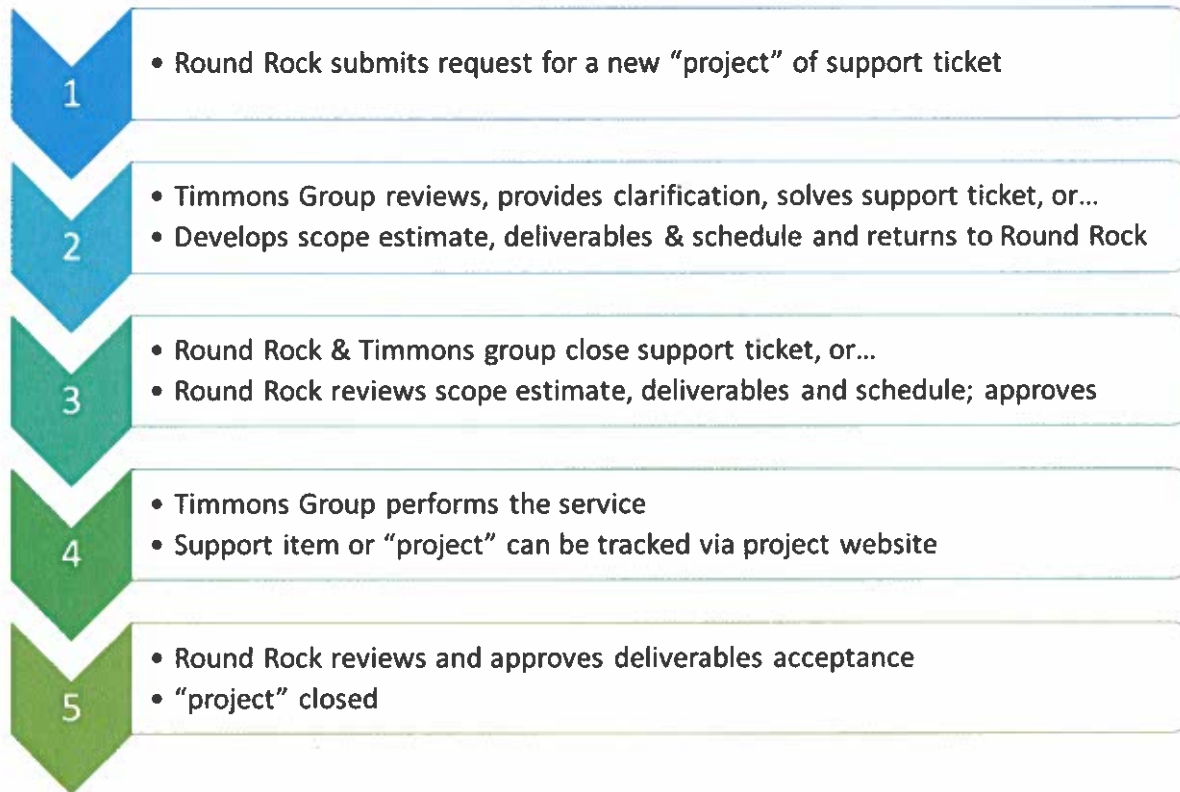 1
• Round Rock submits request for a new “project” of support ticket
2
• Timmons Group reviews, provides clarification, solves support ticket, or...
• Develops scope estimate, deliverables & schedule and returns to Round Rock
3
• Round Rock & Timmons group close support ticket, or...
• Round Rock reviews scope estimate, deliverables and schedule; approves
4
• Timmons Group performs the service
• Support item or “project” can be tracked via project website
5
• Round Rock reviews and approves deliverables acceptance
• “project” closed